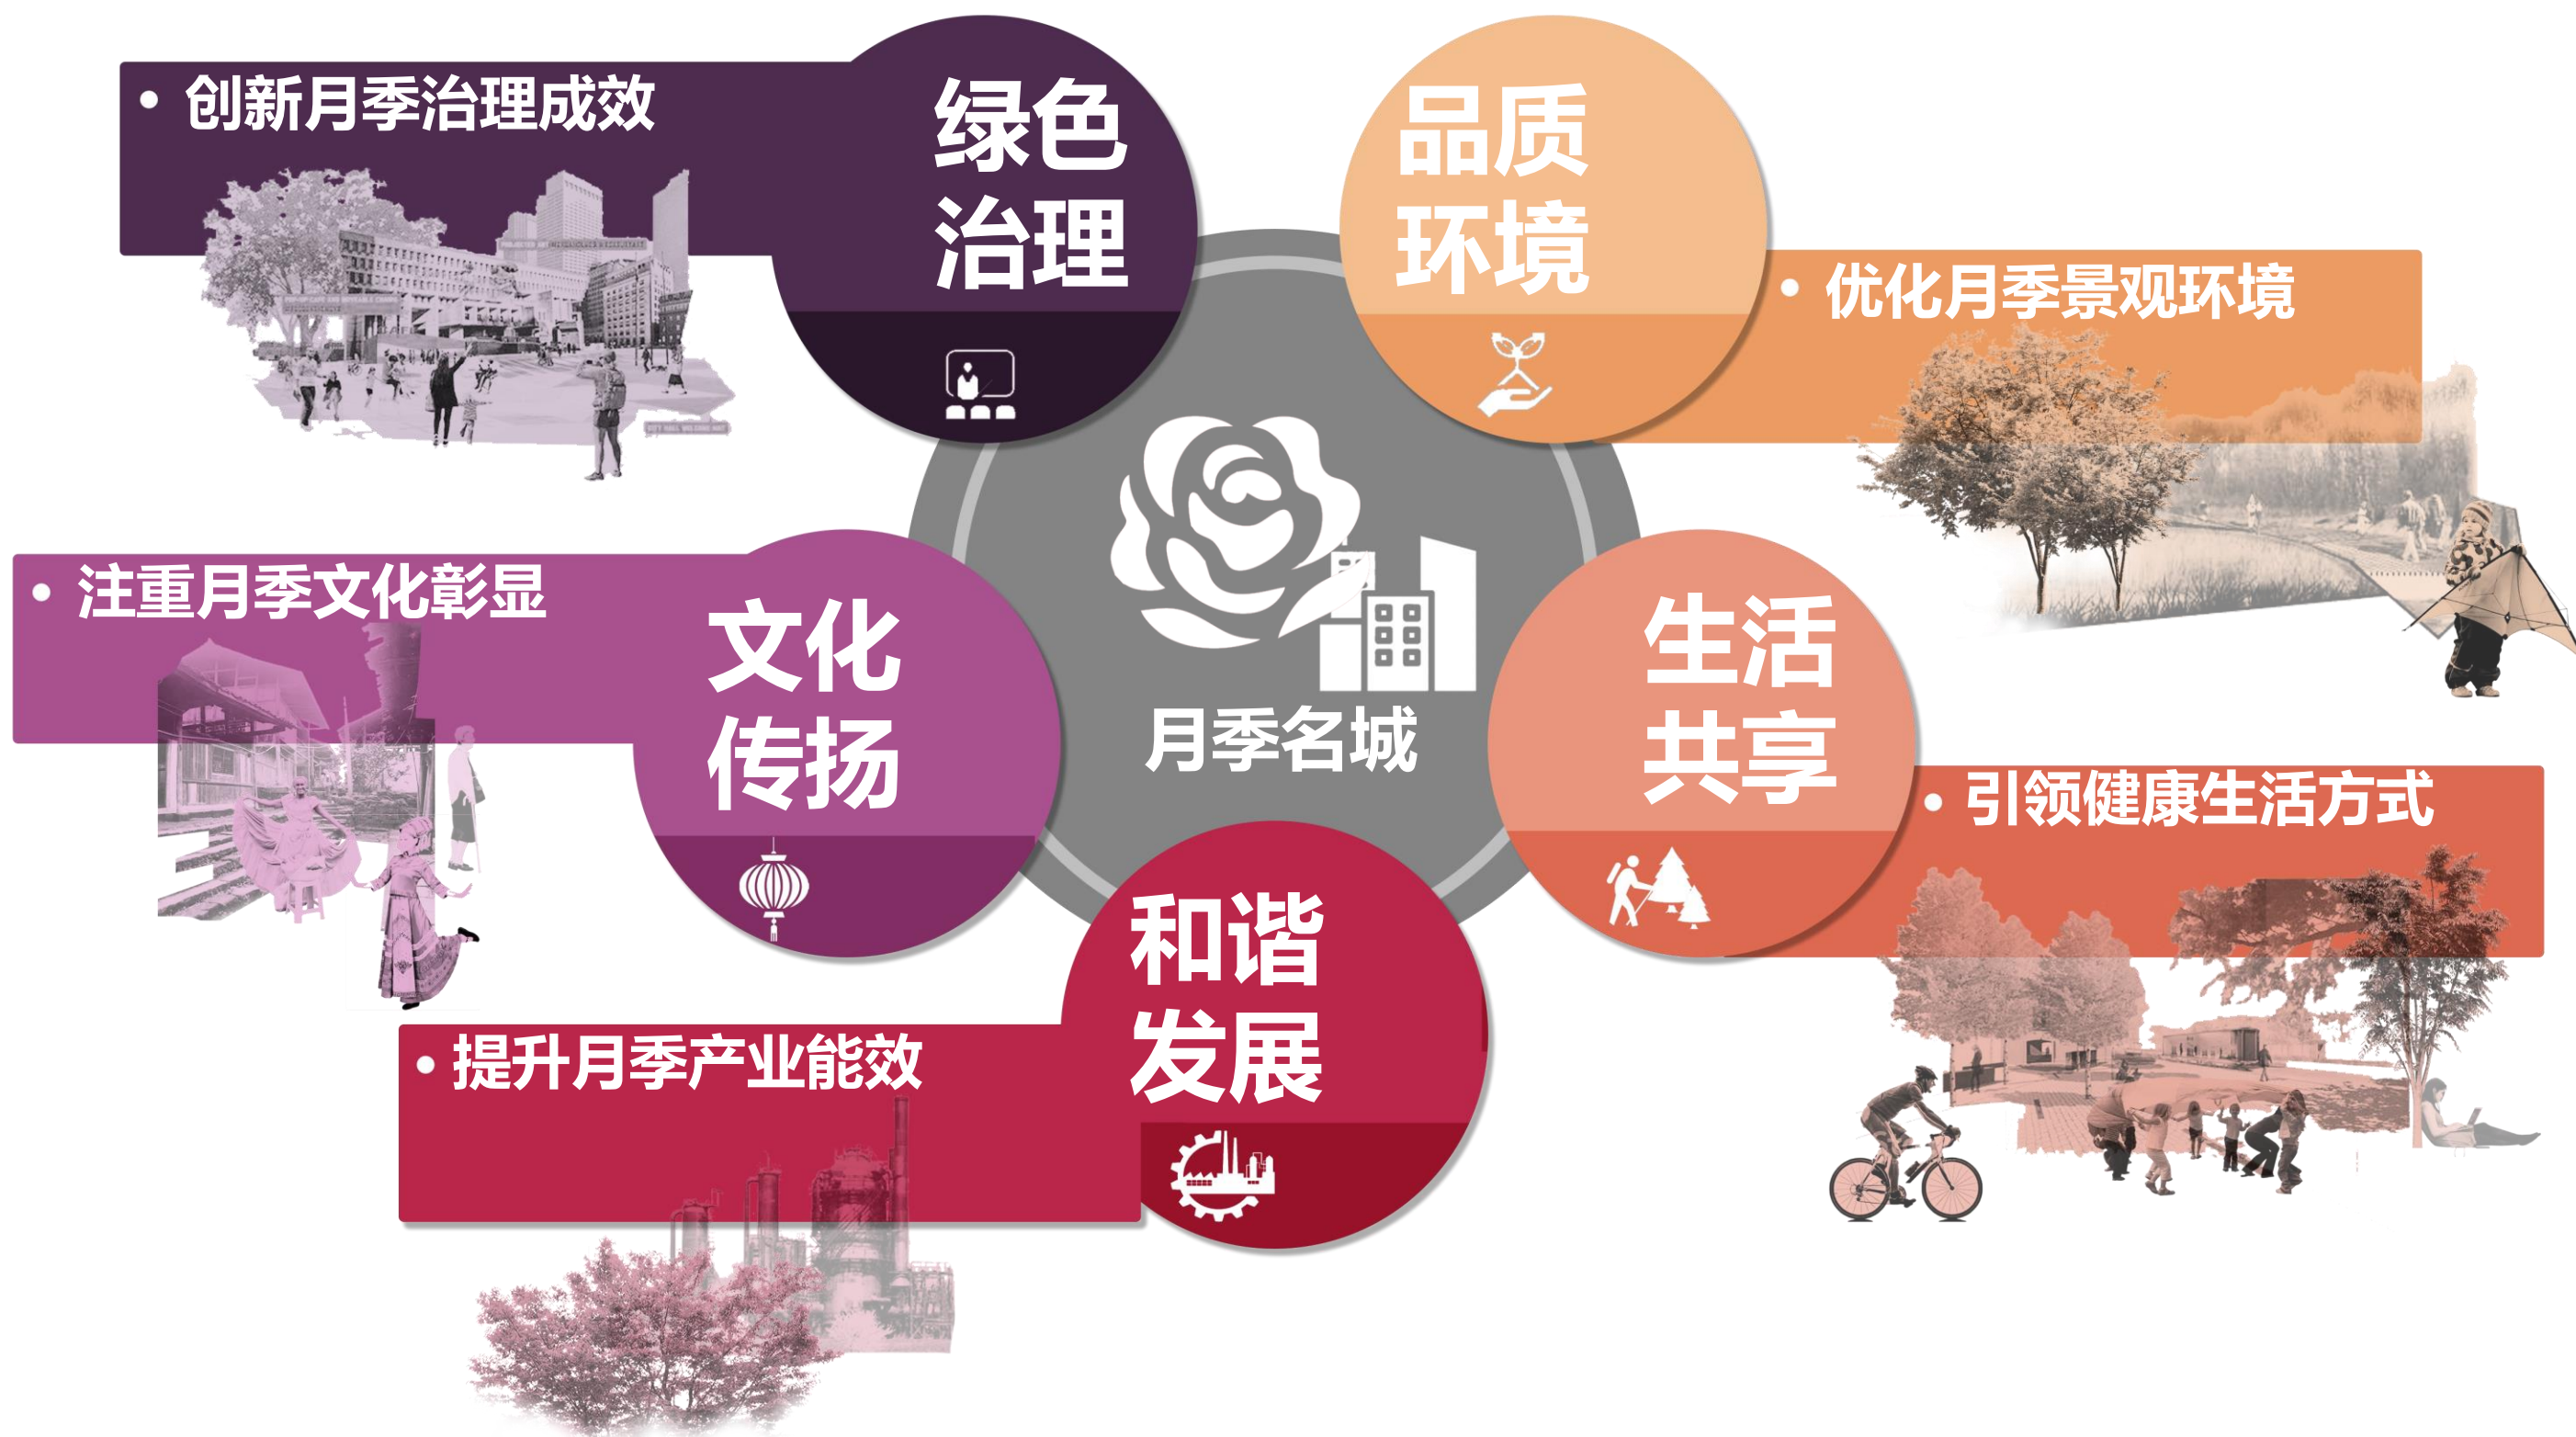 创新月季治理成效
绿色
治理
品质
环境
优化月季景观环境
注重月季文化彰显
文化
传扬
月季名城
生活
共享
引领健康生活方式
和谐
发展
提升月季产业能效